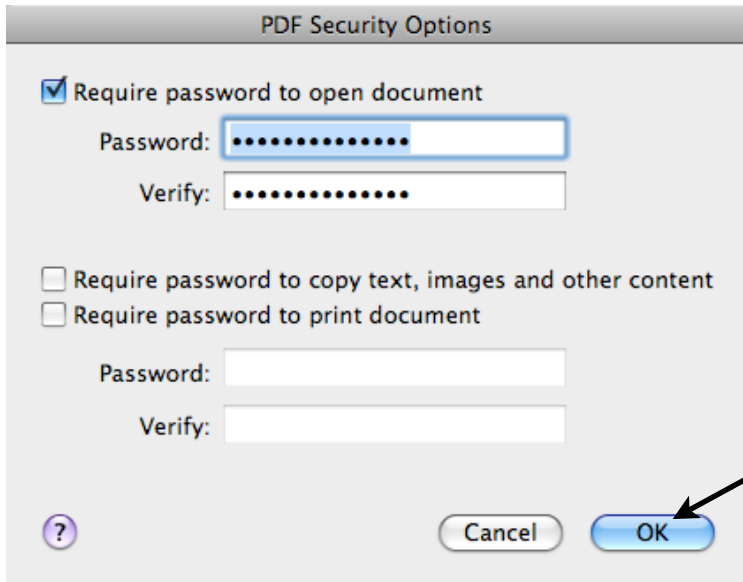 PDF Security Options
Require password to open document
Password: ••••••••••••••
Verify: ••••••••••••••
Require password to copy text, images and other content
Require password to print document
Password:
Verify:
? Cancel OK